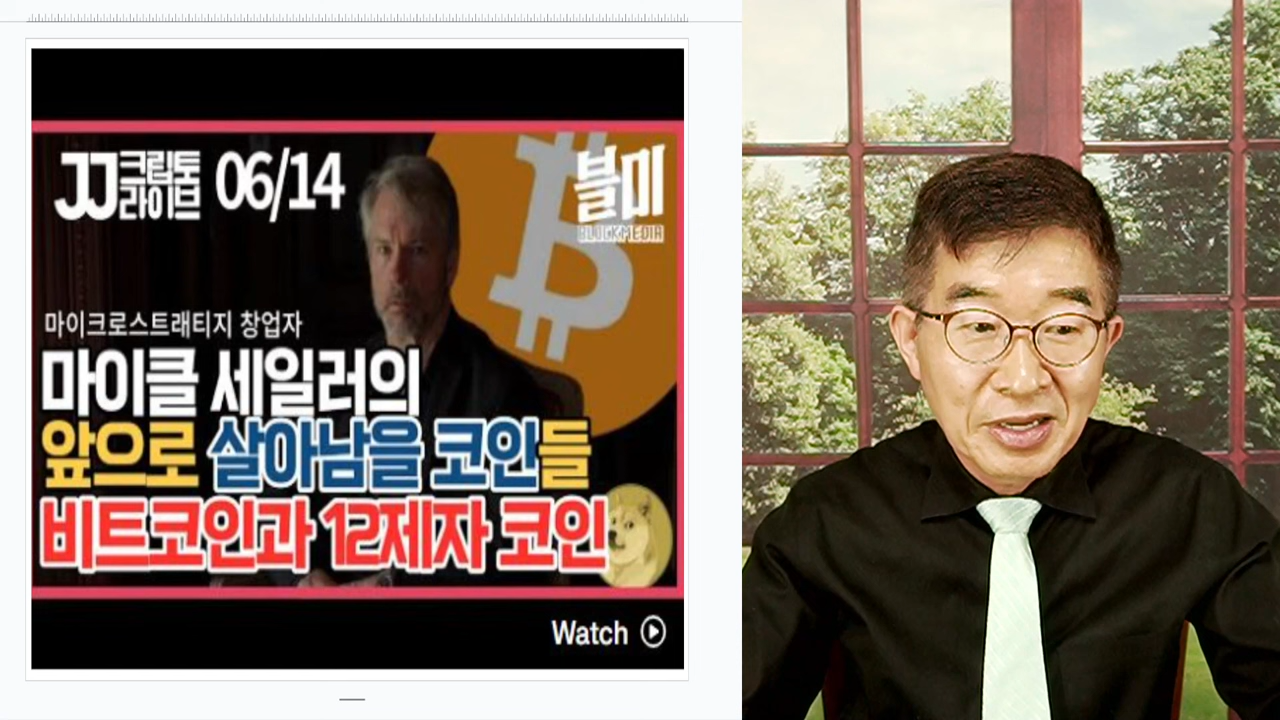 JJ 크립토
라이브 06/14
블미
BLOCKMEDIA
마이크로스트래티지 창업자
마이클 세일러의
앞으로 살아남을 코인들
비트코인과 12제자 코인
Watch